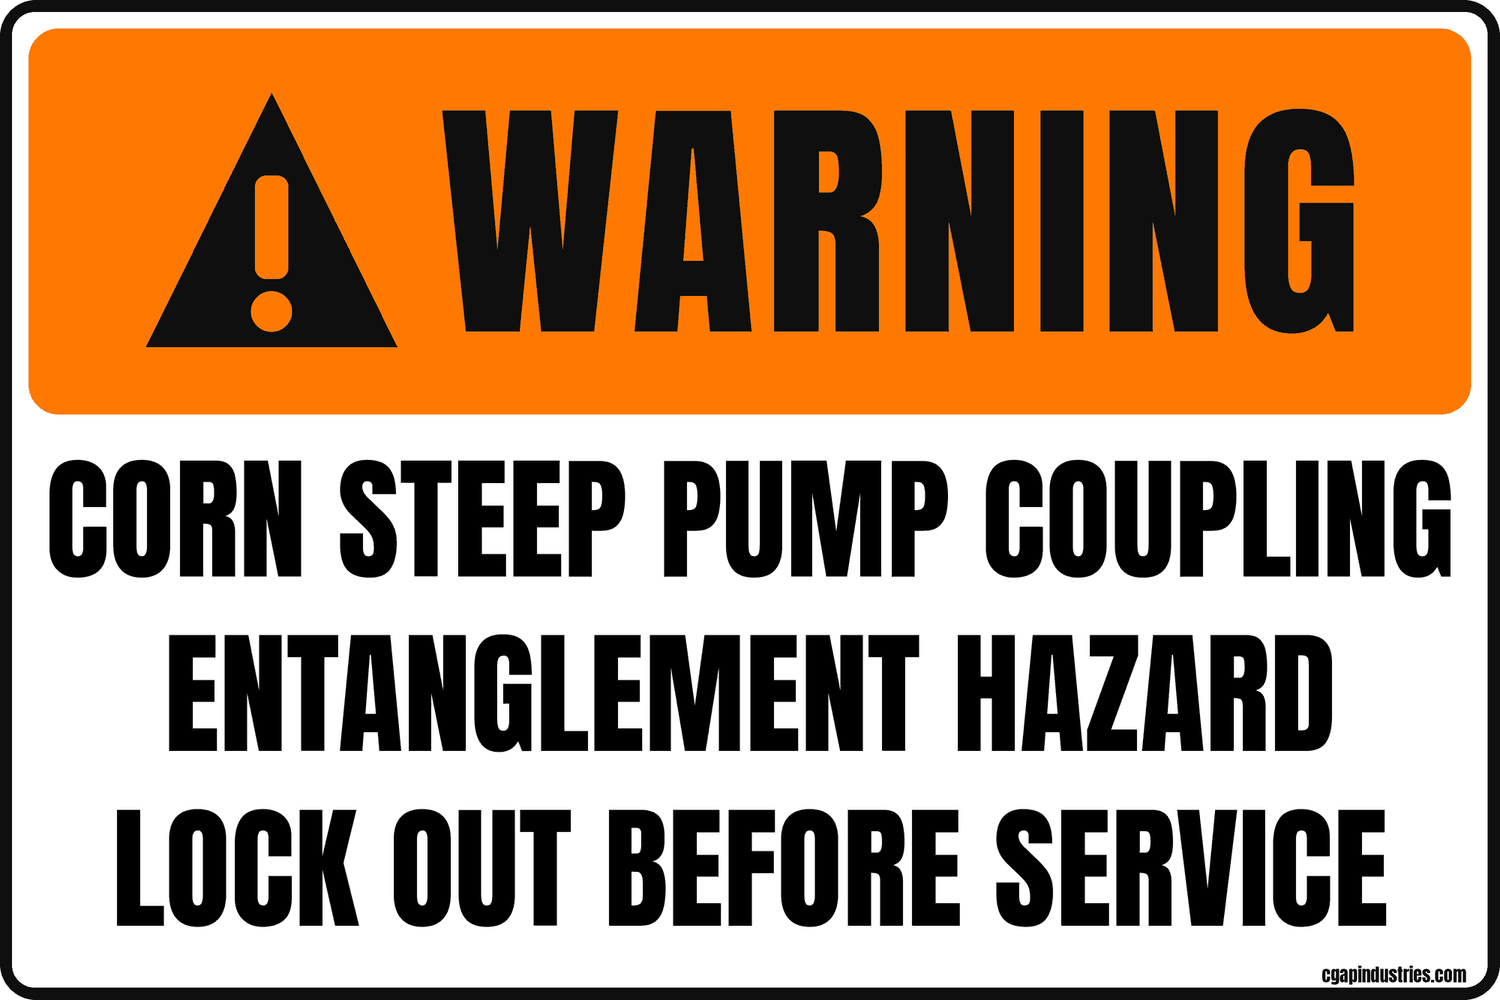 WARNING
CORN STEEP PUMP COUPLING
ENTANGLEMENT HAZARD
LOCK OUT BEFORE SERVICE
cgapindustries.com